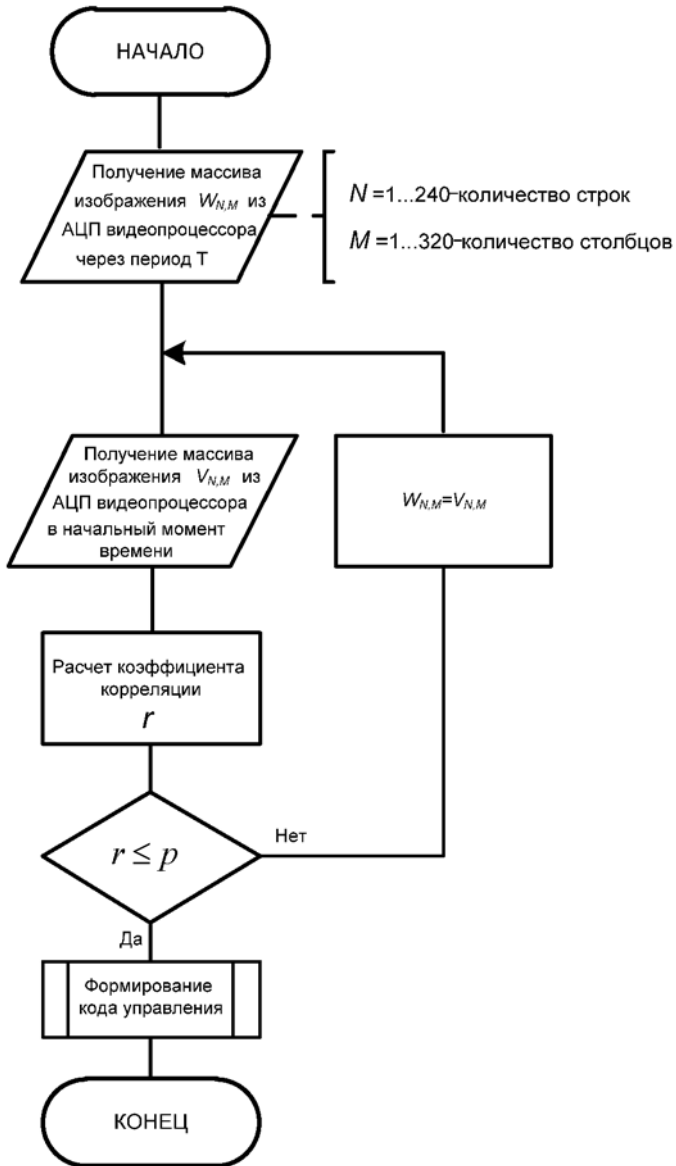 НАЧАЛО
Получение массива
изображения W_{N,M} из
АЦП видеопроцессора
через период Т
N =1...240-количество строк
M =1...320-количество столбцов
Получение массива
изображения V_{N,M} из
АЦП видеопроцессора
в начальный момент
времени
W_{N,M}=V_{N,M}
Расчет коэффициента
корреляции
r
r ≤ p
Нет
Да
Формирование
кода управления
КОНЕЦ